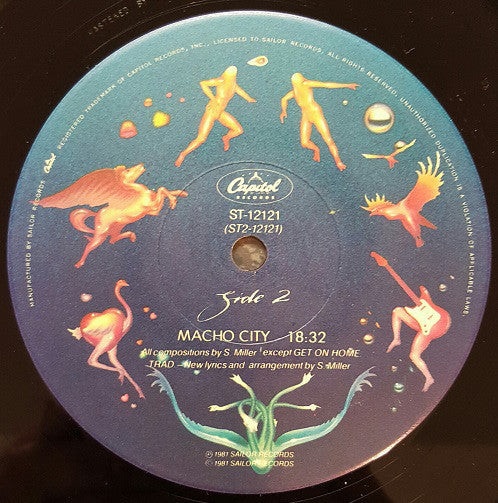 MANUFACTURED BY SAILOR RECORDS. Capitol REGISTERED TRADEMARK OF CAPITOL RECORDS, INC., LICENSED TO SAILOR RECORDS. ALL RIGHTS RESERVED. UNAUTHORIZED DUPLICATION IS A VIOLATION OF APPLICABLE LAWS.
Capitol
RECORDS
ST-12121
(ST2-12121)
Side 2
MACHO CITY 18:32
All compositions by S. Miller except GET ON HOME
TRAD – New lyrics and arrangement by S. Miller
℗ 1981 SAILOR RECORDS
© 1981 SAILOR RECORDS